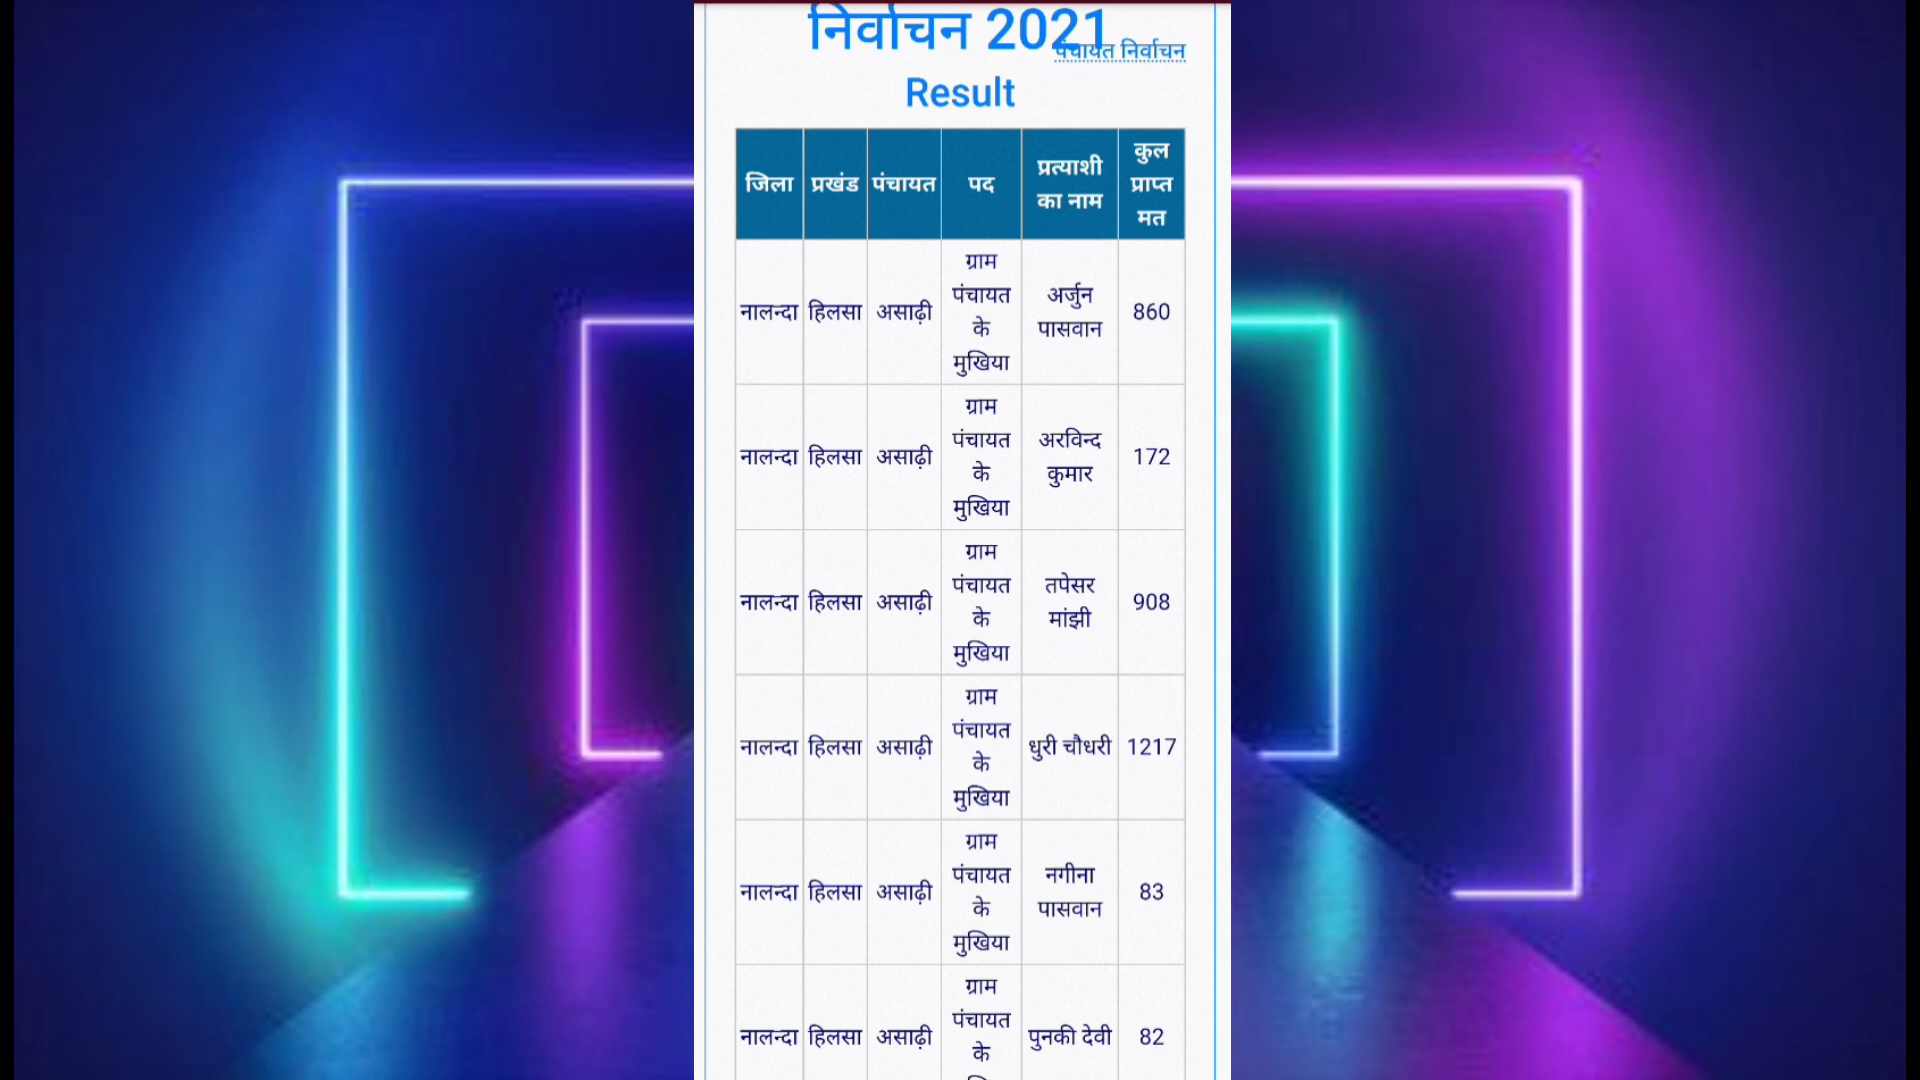 निर्वाचन 2021
पंचायत निर्वाचन
Result
जिला प्रखंड पंचायत पद प्रत्याशी का नाम कुल प्राप्त मत
नालन्दा हिलसा असाढ़ी ग्राम पंचायत के मुखिया अर्जुन पासवान 860
नालन्दा हिलसा असाढ़ी ग्राम पंचायत के मुखिया अरविन्द कुमार 172
नालन्दा हिलसा असाढ़ी ग्राम पंचायत के मुखिया तपेसर मांझी 908
नालन्दा हिलसा असाढ़ी ग्राम पंचायत के मुखिया धुरी चौधरी 1217
नालन्दा हिलसा असाढ़ी ग्राम पंचायत के मुखिया नगीना पासवान 83
नालन्दा हिलसा असाढ़ी ग्राम पंचायत के पुनकी देवी 82